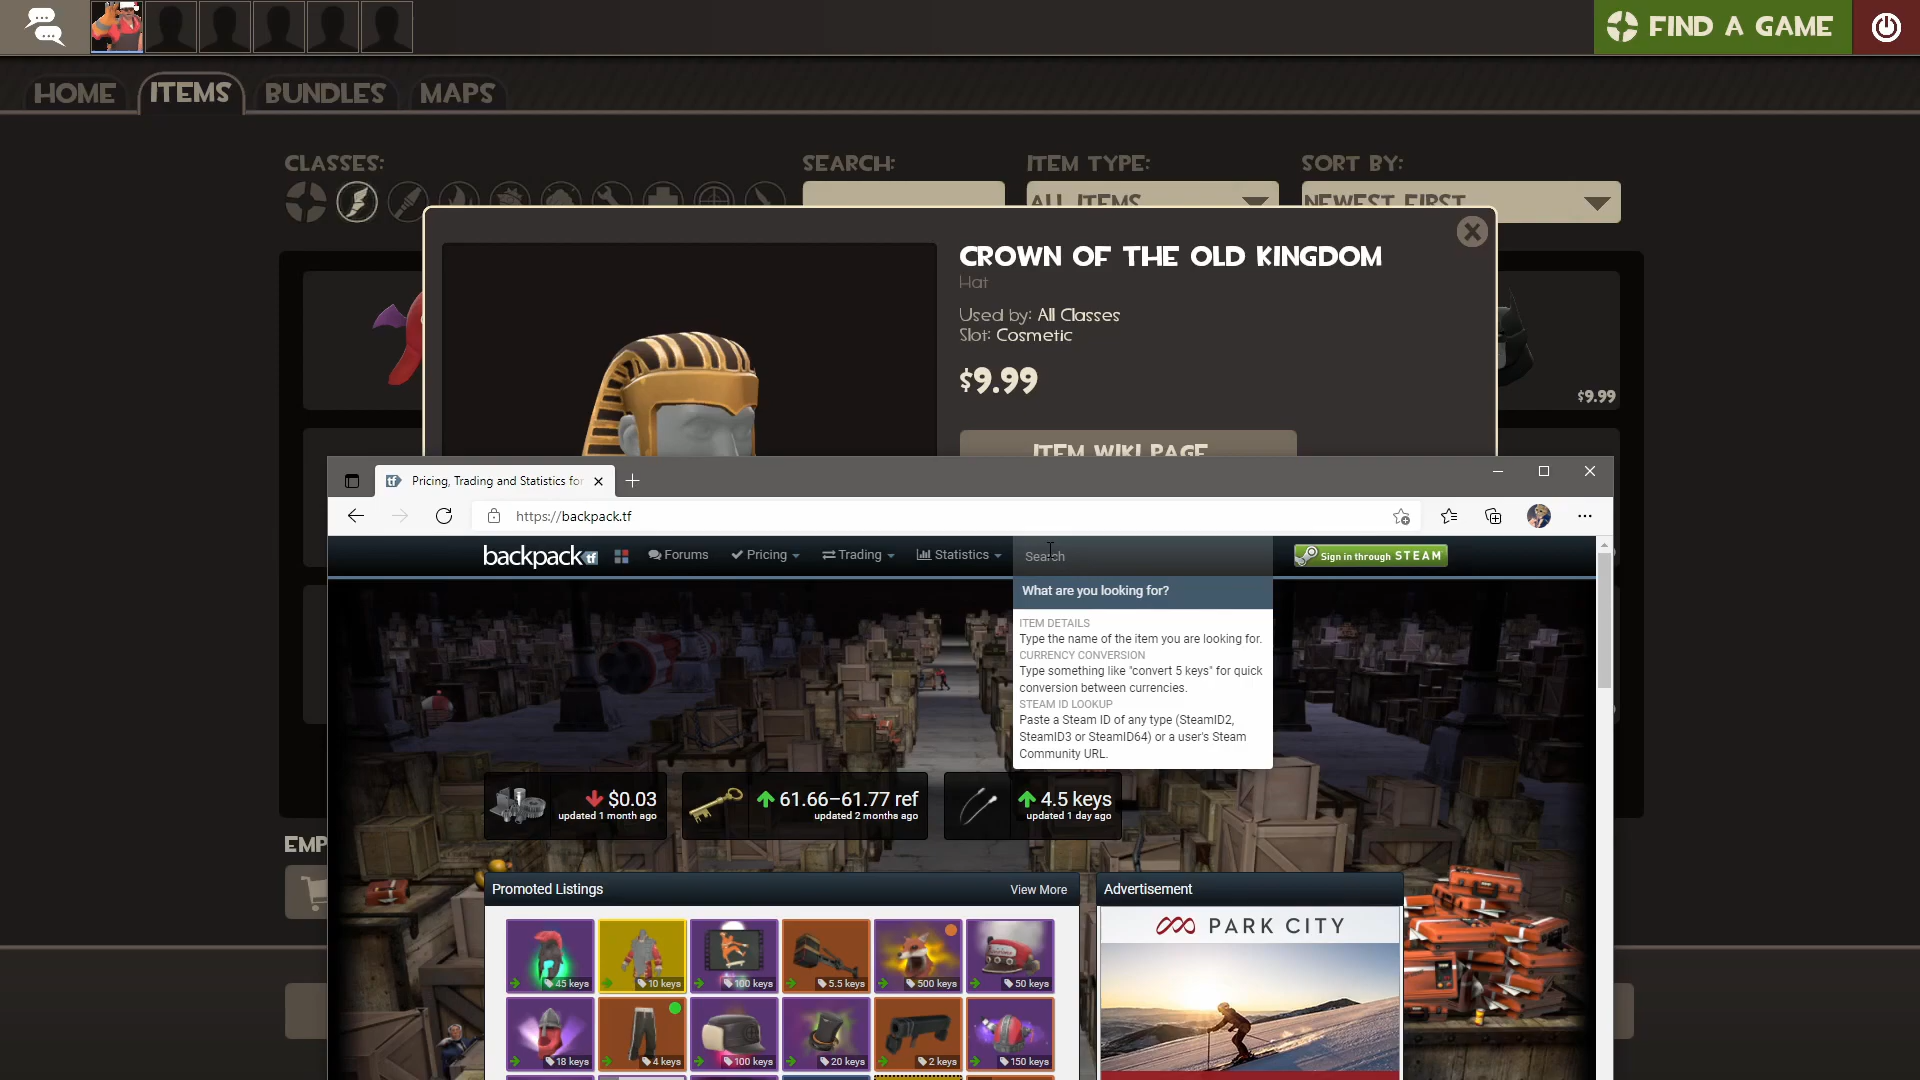 FIND A GAME
HOME
ITEMS
BUNDLES
MAPS
CLASSES:
SEARCH:
ITEM TYPE:
SORT BY:
ALL ITEMS
NEWEST FIRST
CROWN OF THE OLD KINGDOM
Hat
Used by: All Classes
Slot: Cosmetic
$9.99
$9.99
ITEM WIKI PAGE
tf Pricing, Trading and Statistics for
https://backpack.tf
backpack tf
Forums
Pricing
Trading
Statistics
Search
Sign in through STEAM
What are you looking for?
ITEM DETAILS
Type the name of the item you are looking for.
CURRENCY CONVERSION
Type something like "convert 5 keys" for quick
conversion between currencies.
STEAM ID LOOKUP
Paste a Steam ID of any type (SteamID2,
SteamID3 or SteamID64) or a user's Steam
Community URL.
$0.03
updated 1 month ago
61.66–61.77 ref
updated 2 months ago
4.5 keys
updated 1 day ago
EMP
Promoted Listings
View More
Advertisement
PARK CITY
45 keys
10 keys
100 keys
5.5 keys
500 keys
50 keys
18 keys
4 keys
100 keys
20 keys
2 keys
150 keys